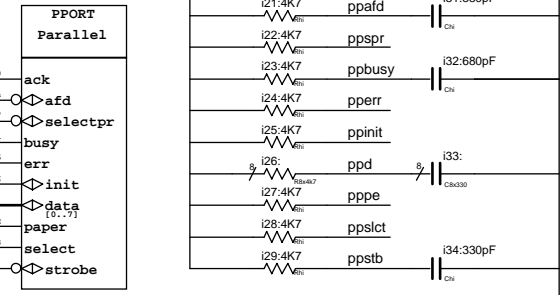 PPORT
Parallel
ack
afd
selectpr
busy
err
init
data
[0..7]
paper
select
strobe
i21:4K7
ppafd
Rhi
Chi
i22:4K7
ppspr
Rhi
i23:4K7
ppbusy
i32:680pF
Rhi
Chi
i24:4K7
pperr
Rhi
i25:4K7
ppinit
Rhi
8
i26:
R8x4k7
ppd
8
i33:
C8x330
i27:4K7
pppe
Rhi
i28:4K7
ppslct
Rhi
i29:4K7
ppstb
i34:330pF
Rhi
Chi